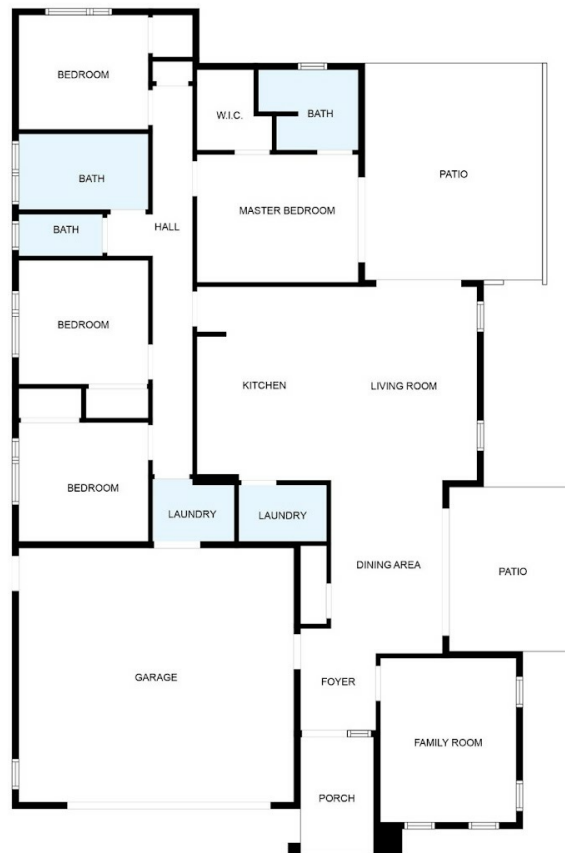 BEDROOM
W.I.C.
BATH
PATIO
BATH
MASTER BEDROOM
BATH
HALL
BEDROOM
KITCHEN
LIVING ROOM
BEDROOM
LAUNDRY
LAUNDRY
DINING AREA
PATIO
GARAGE
FOYER
FAMILY ROOM
PORCH